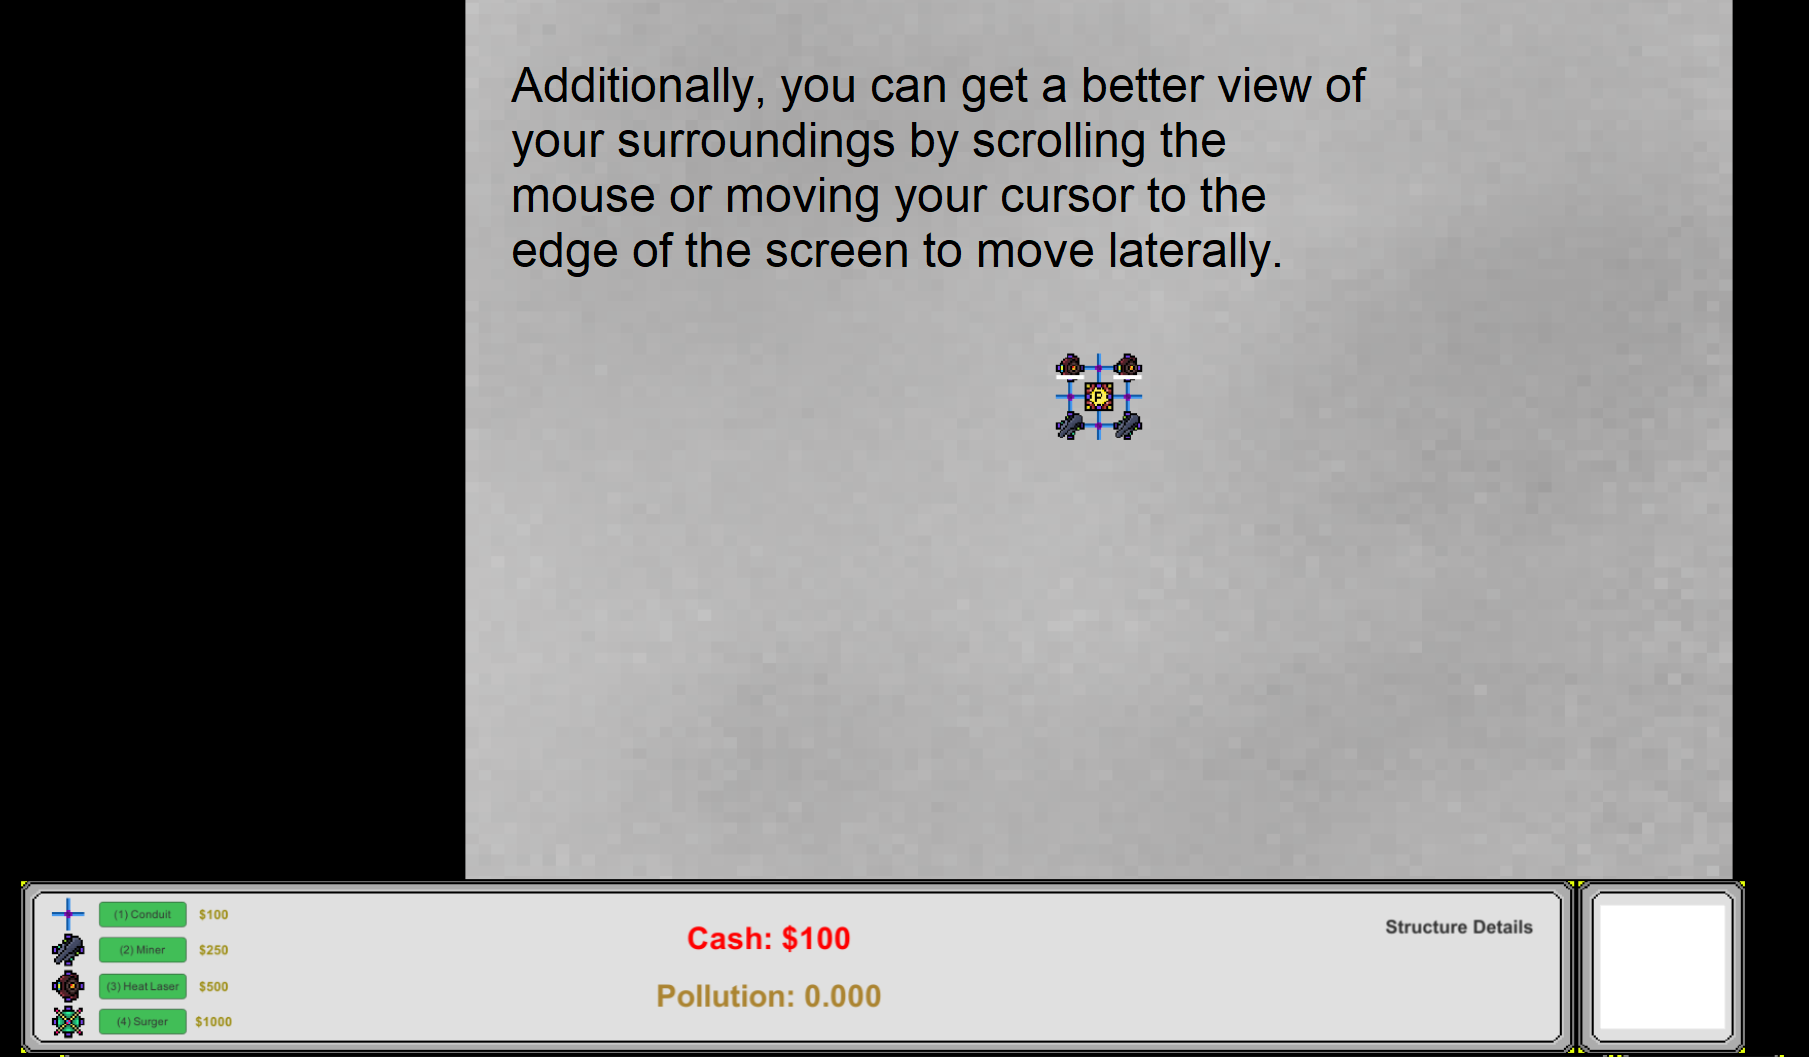 Additionally, you can get a better view of
your surroundings by scrolling the
mouse or moving your cursor to the
edge of the screen to move laterally.
P
(1) Conduit $100
(2) Miner $250
(3) Heat Laser $500
(4) Surger $1000
Cash: $100
Pollution: 0.000
Structure Details